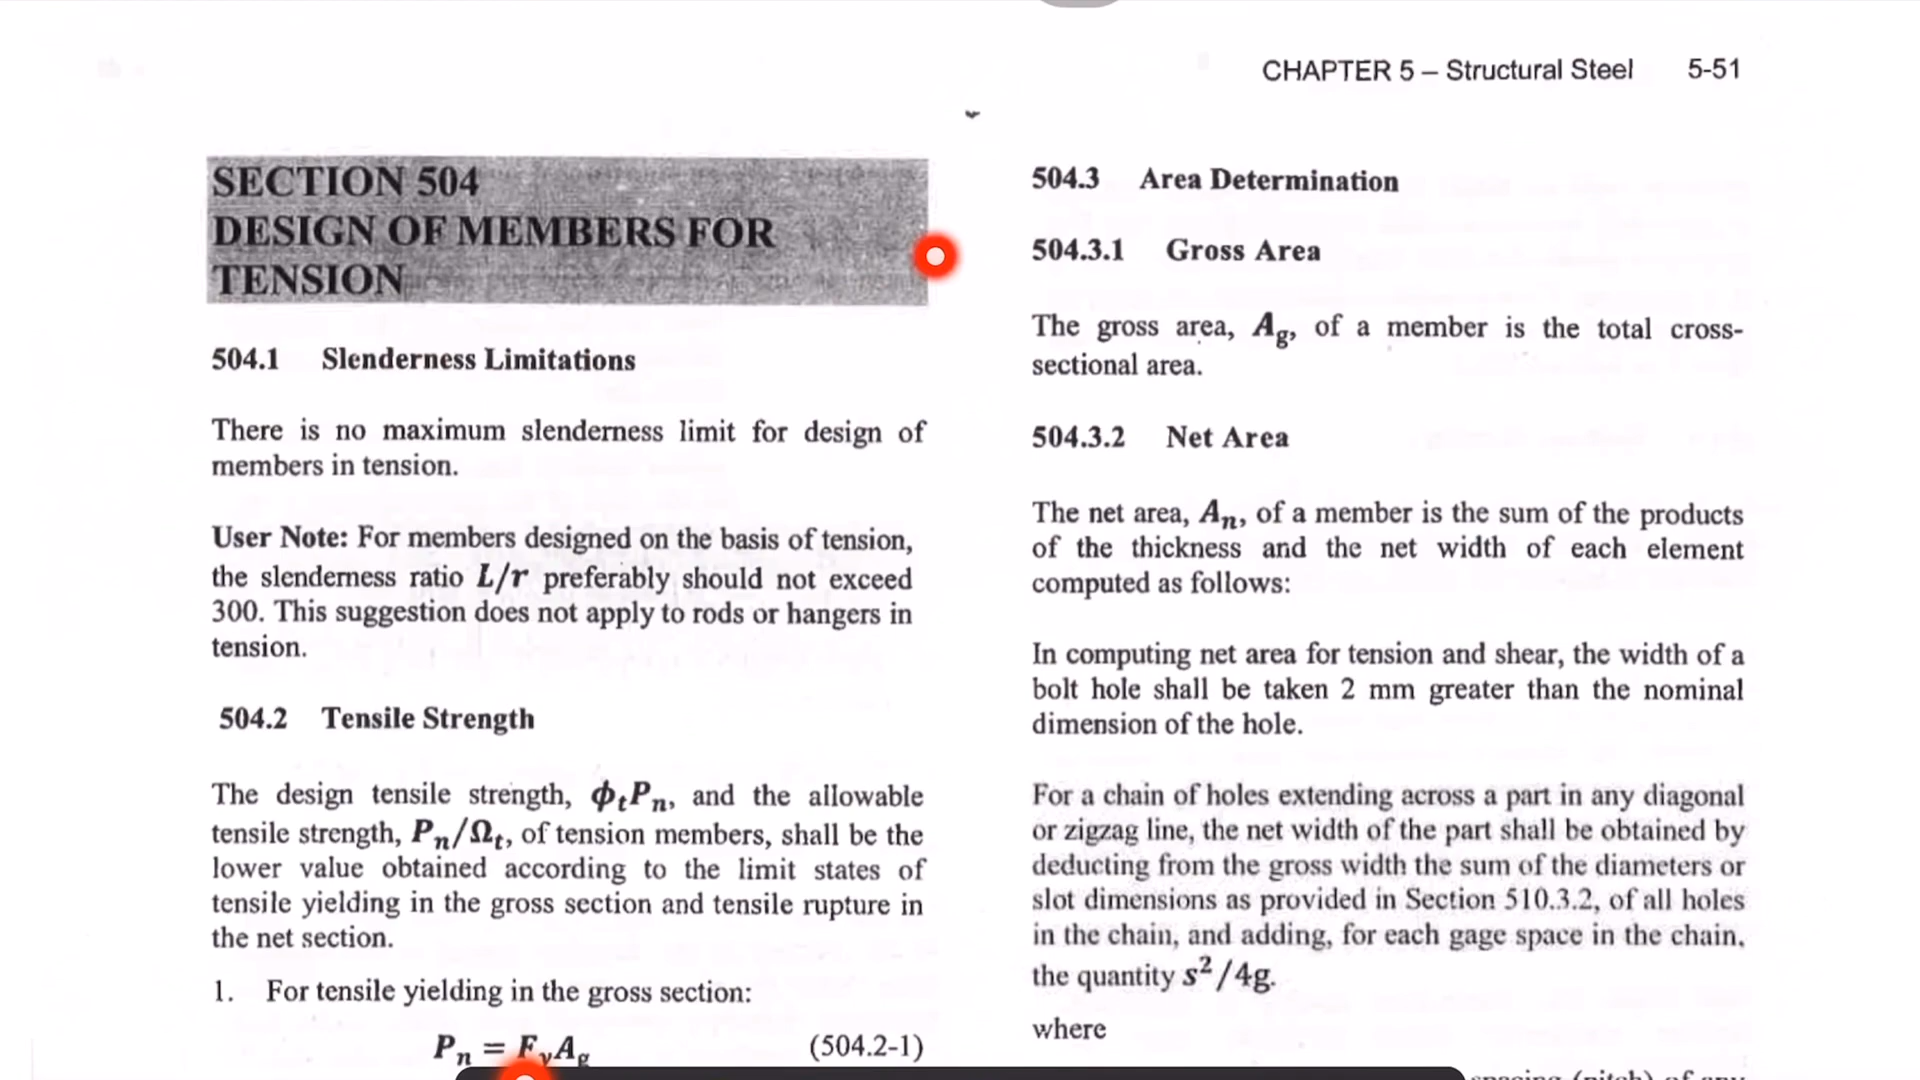 CHAPTER 5 – Structural Steel 5-51
SECTION 504
DESIGN OF MEMBERS FOR
TENSION
504.1 Slenderness Limitations
There is no maximum slenderness limit for design of
members in tension.
User Note: For members designed on the basis of tension,
the slenderness ratio L/r preferably should not exceed
300. This suggestion does not apply to rods or hangers in
tension.
504.2 Tensile Strength
The design tensile strength, ϕₜPₙ, and the allowable
tensile strength, Pₙ/Ωₜ, of tension members, shall be the
lower value obtained according to the limit states of
tensile yielding in the gross section and tensile rupture in
the net section.
1. For tensile yielding in the gross section:
Pₙ = F_yA_g (504.2-1)
504.3 Area Determination
504.3.1 Gross Area
The gross area, A_g, of a member is the total cross-
sectional area.
504.3.2 Net Area
The net area, Aₙ, of a member is the sum of the products
of the thickness and the net width of each element
computed as follows:
In computing net area for tension and shear, the width of a
bolt hole shall be taken 2 mm greater than the nominal
dimension of the hole.
For a chain of holes extending across a part in any diagonal
or zigzag line, the net width of the part shall be obtained by
deducting from the gross width the sum of the diameters or
slot dimensions as provided in Section 510.3.2, of all holes
in the chain, and adding, for each gage space in the chain,
the quantity s²/4g.
where
spacing (pitch) of any